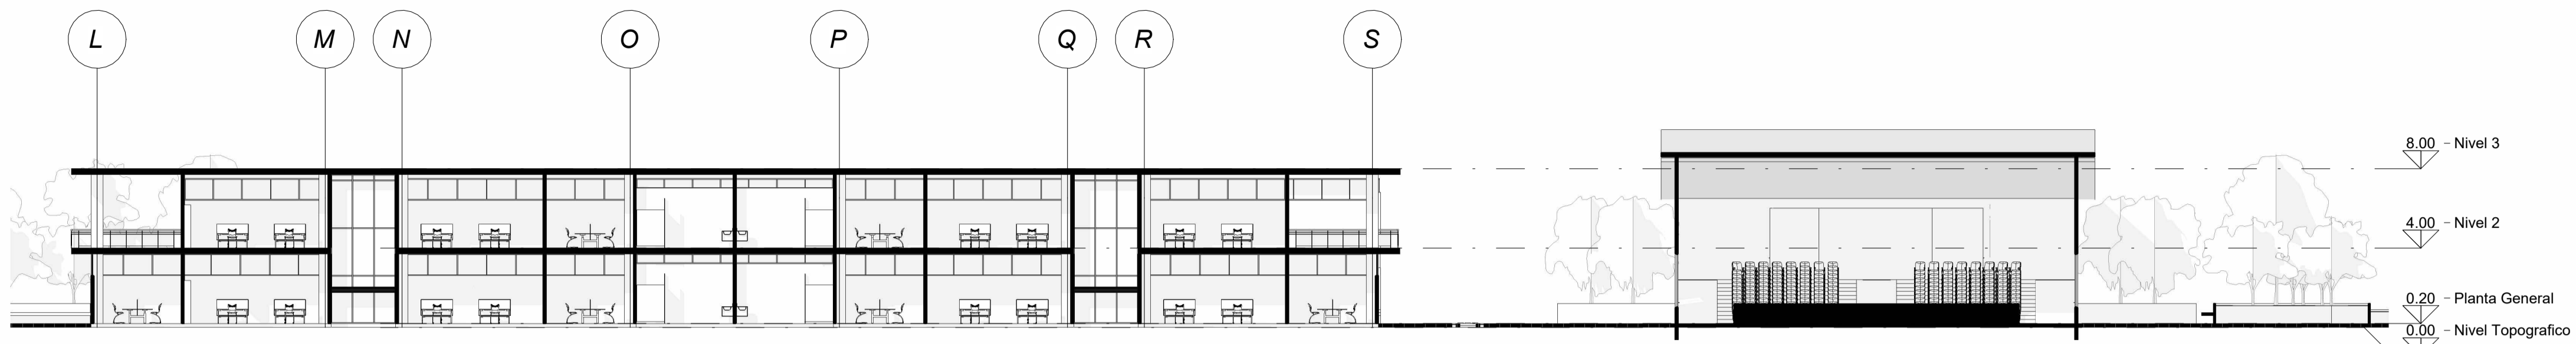 L
M
N
O
P
Q
R
S
8.00 - Nivel 3
4.00 - Nivel 2
0.20 - Planta General
0.00 - Nivel Topografico